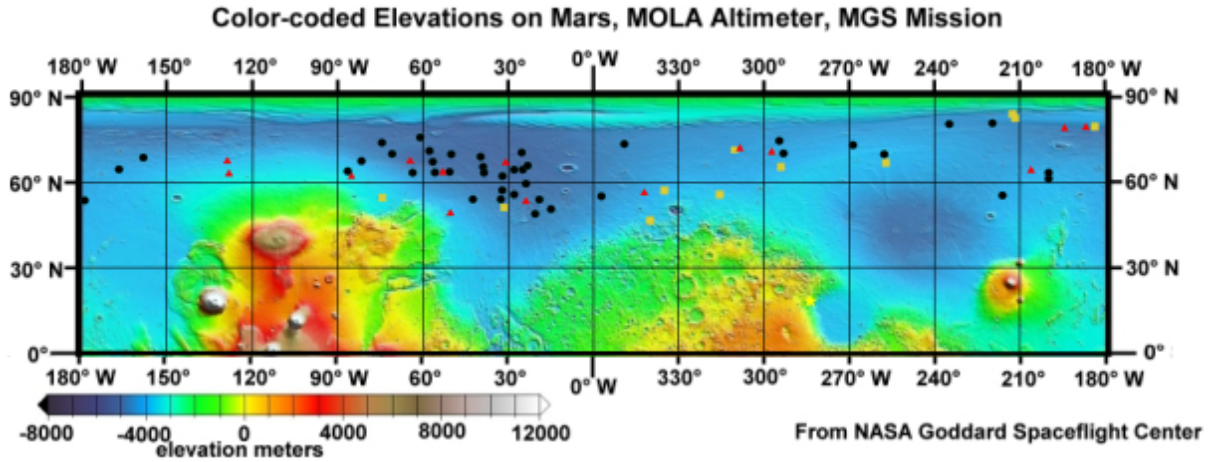 Color-coded Elevations on Mars, MOLA Altimeter, MGS Mission
180° W 150° 120° 90° W 60° 30° 0° W 330° 300° W 270° W 240° 210° 180° W
90° N 90° N
60° N 60° N
30° N 30° N
0° 0°
180° W 150° 120° 90° W 60° 30° 0° W 330° 300° W 270° W 240° 210° W 180° W
-8000 -4000 0 4000 8000 12000
elevation meters
From NASA Goddard Spaceflight Center